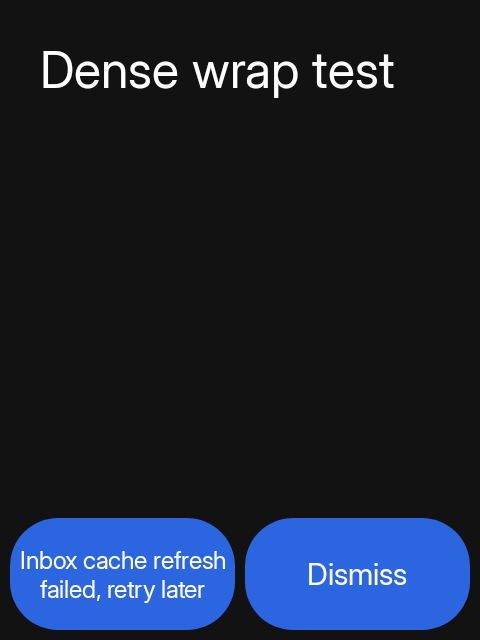 Dense wrap test
Inbox cache refresh
failed, retry later
Dismiss